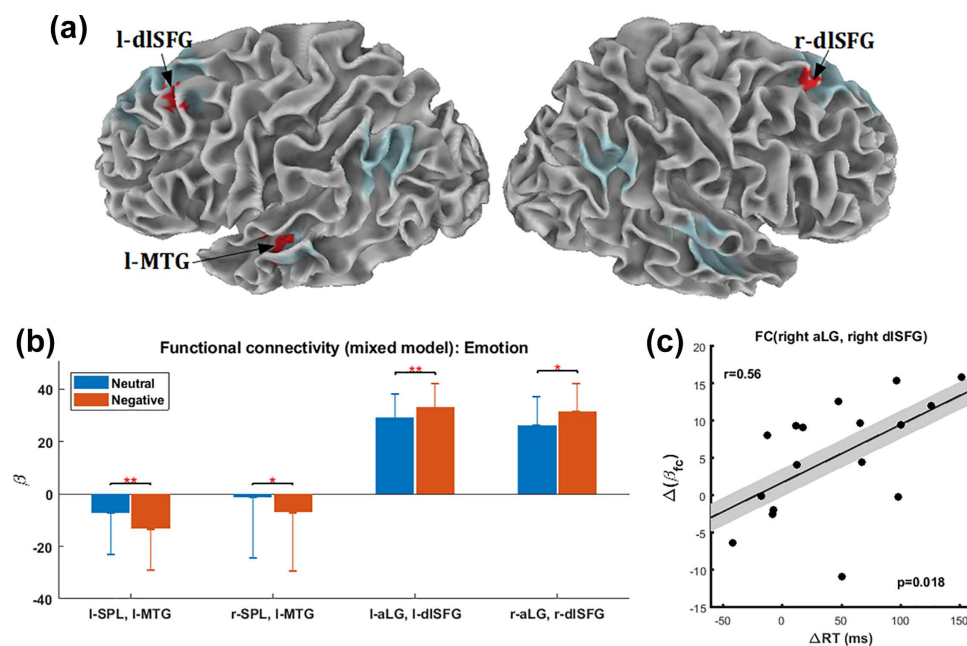 (a)
l-dlSFG
r-dlSFG
l-MTG
(b)
Functional connectivity (mixed model): Emotion
Neutral
Negative
**
*
**
*
β
40
20
0
-20
-40
l-SPL, l-MTG
r-SPL, l-MTG
l-aLG, l-dlSFG
r-aLG, r-dlSFG
(c)
FC(right aLG, right dlSFG)
r=0.56
p=0.018
Δ(βfc)
20
15
10
5
0
-5
-10
-15
-50
0
50
100
150
ΔRT (ms)